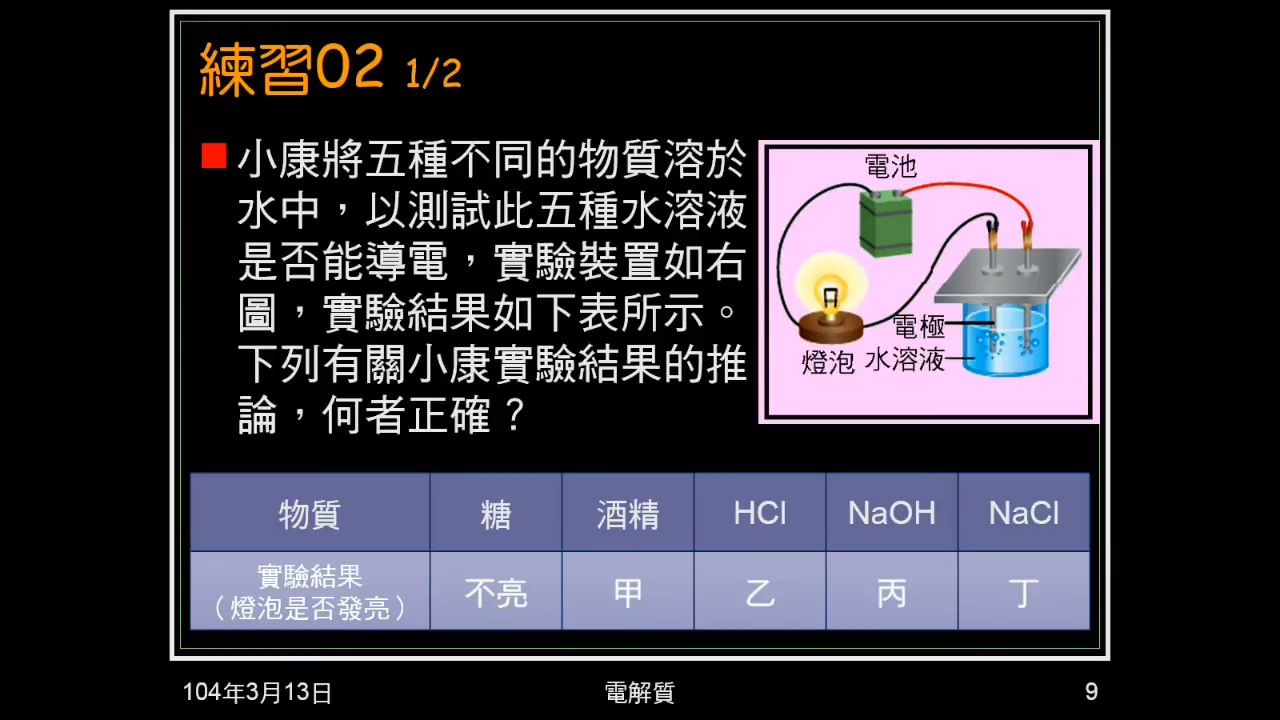 練習02 1/2
小康將五種不同的物質溶於
水中，以測試此五種水溶液
是否能導電，實驗裝置如右
圖，實驗結果如下表所示。
下列有關小康實驗結果的推
論，何者正確？
電池
電極
燈泡 水溶液
物質 糖 酒精 HCl NaOH NaCl
實驗結果
（燈泡是否發亮） 不亮 甲 乙 丙 丁
104年3月13日 電解質 9